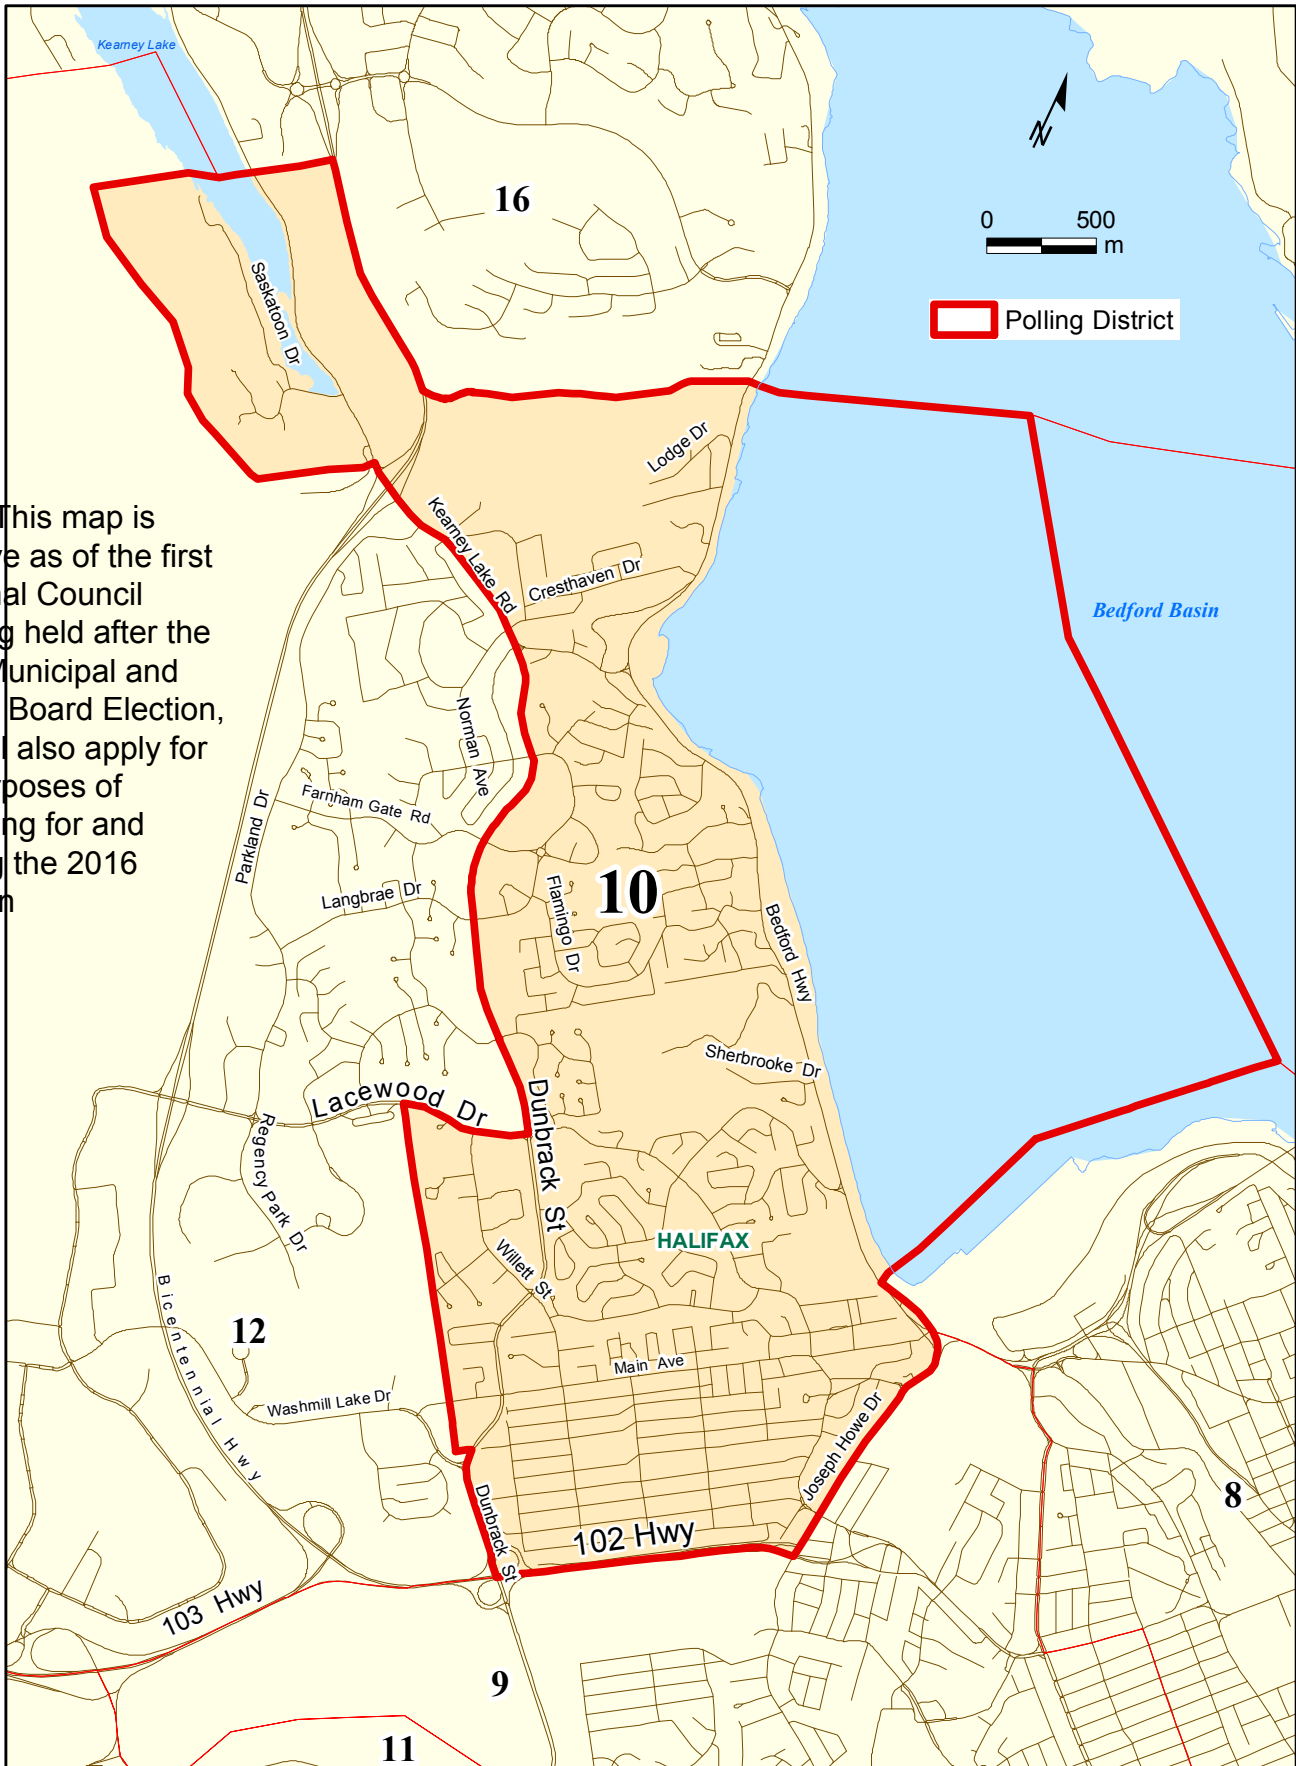 Kearney Lake
16
0 500
m
Polling District
Saskatoon Dr
Lodge Dr
This map is
e as of the first
al Council
g held after the
Municipal and
Board Election,
l also apply for
poses of
ng for and
g the 2016
n
Kearney Lake Rd
Cresthaven Dr
Bedford Basin
Norman Ave
Parkland Dr
Farnham Gate Rd
Langbrae Dr
Flamingo Dr
10
Bedford Hwy
Sherbrooke Dr
Lacewood Dr
Dunbrack St
Regency Park Dr
HALIFAX
Willett St
Bicentennial Hwy
12
Main Ave
Washmill Lake Dr
Joseph Howe Dr
Dunbrack St
102 Hwy
8
103 Hwy
9
11
N